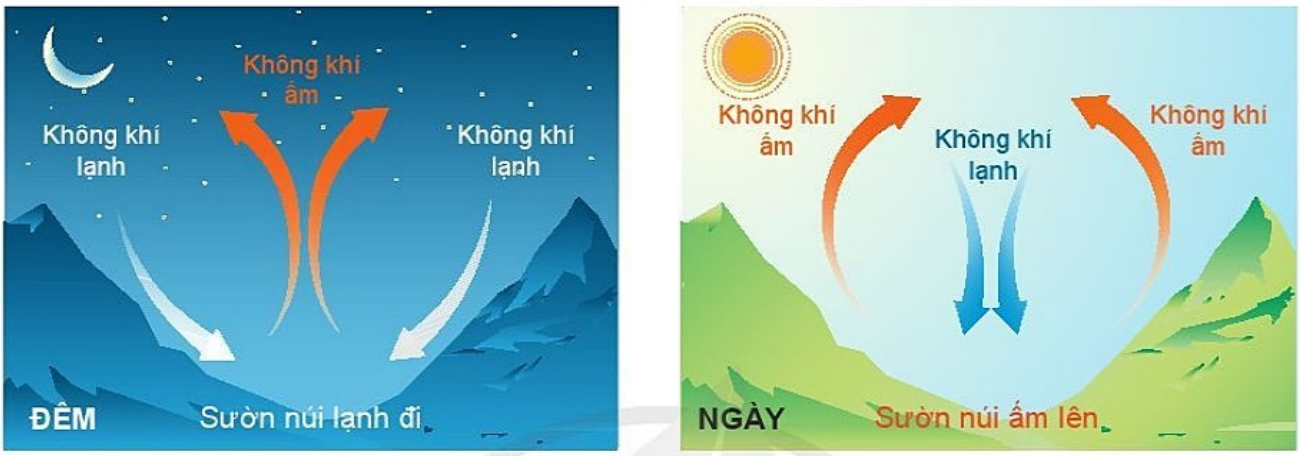 Không khí
ấm
Không khí
lạnh
Không khí
lạnh
ĐÊM
Sườn núi lạnh đi
Không khí
ấm
Không khí
lạnh
Không khí
ấm
NGÀY
Sườn núi ấm lên